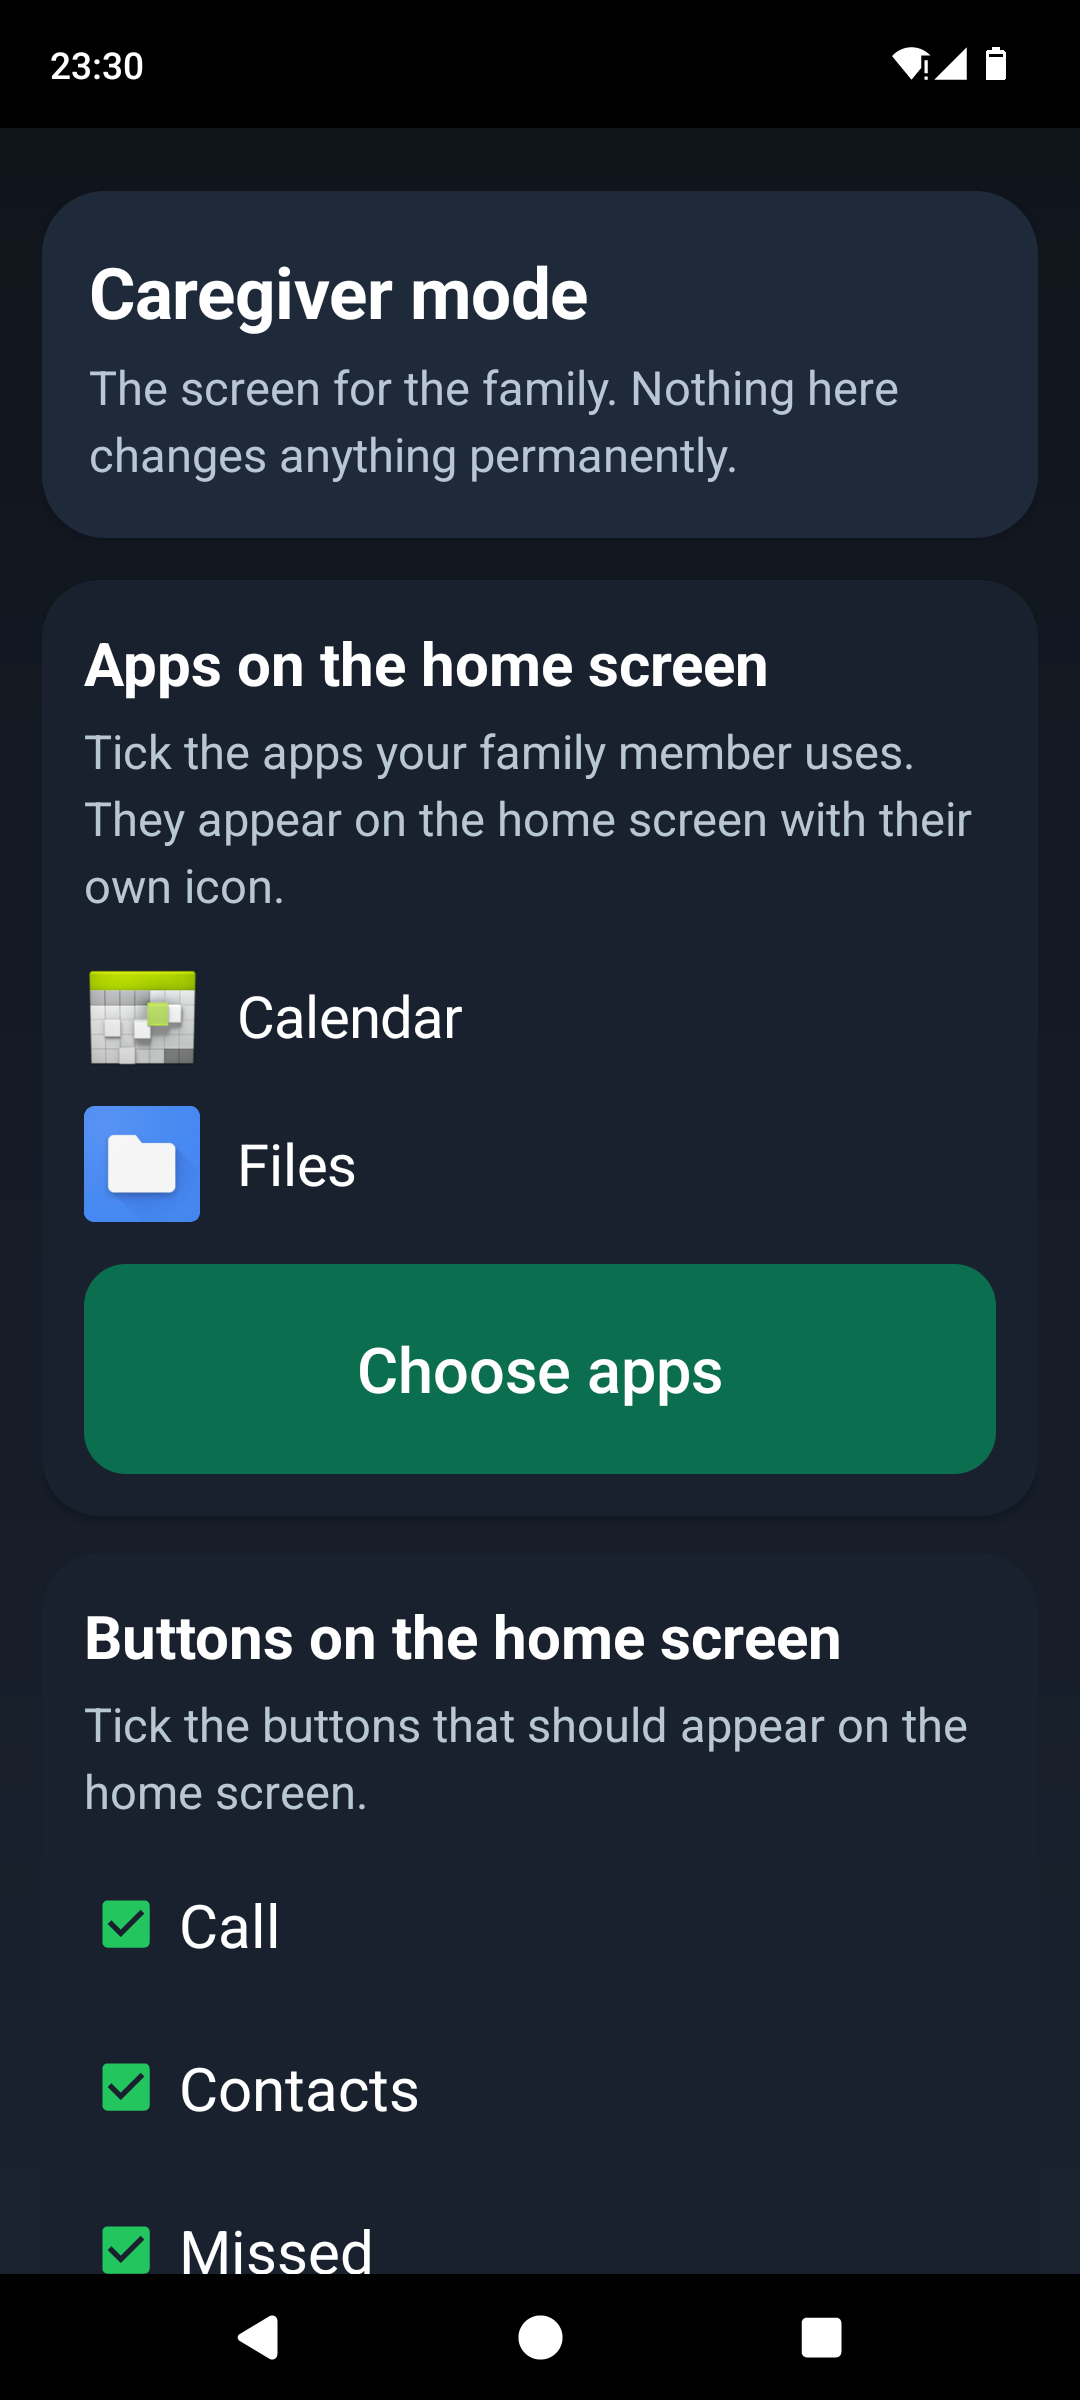 23:30
Caregiver mode
The screen for the family. Nothing here
changes anything permanently.
Apps on the home screen
Tick the apps your family member uses.
They appear on the home screen with their
own icon.
Calendar
Files
Choose apps
Buttons on the home screen
Tick the buttons that should appear on the
home screen.
Call
Contacts
Missed